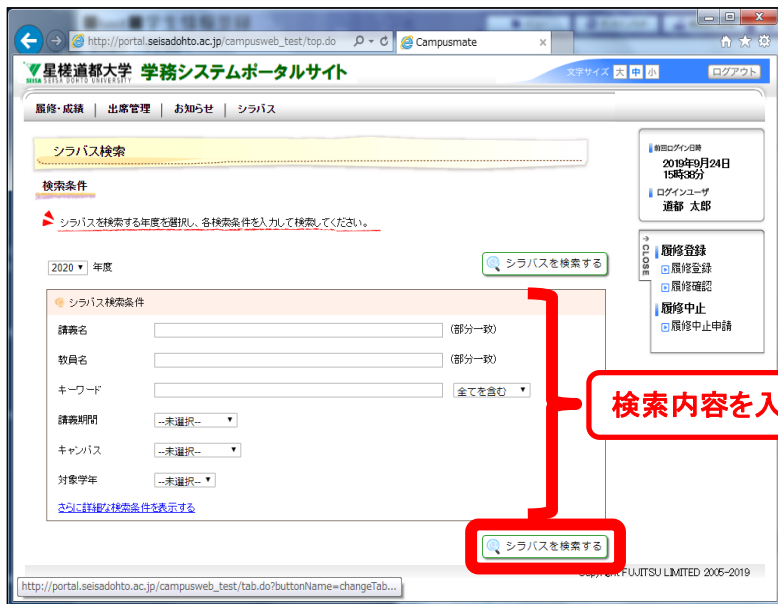 http://portal.seisadohto.ac.jp/campusweb_test/top.do
Campusmate
星槎道都大学 学務システムポータルサイト
SEISA DOHTO UNIVERSITY
文字サイズ 大 中 小
ログアウト
履修・成績 | 出席管理 | お知らせ | シラバス
シラバス検索
検索条件
シラバスを検索する年度を選択し、各検索条件を入力して検索してください。
2020 年度
シラバスを検索する
シラバス検索条件
講義名 (部分一致)
教員名 (部分一致)
キーワード 全てを含む
講義期間 --未選択--
キャンパス --未選択--
対象学年 --未選択--
さらに詳細な検索条件を表示する
シラバスを検索する
検索内容を入
前回ログイン日時
2019年9月24日
15時38分
ログインユーザ
道都 太郎
CLOSE
履修登録
履修登録
履修確認
履修中止
履修中止申請
FUJITSU LIMITED 2005-2019
http://portal.seisadohto.ac.jp/campusweb_test/tab.do?buttonName=changeTab...